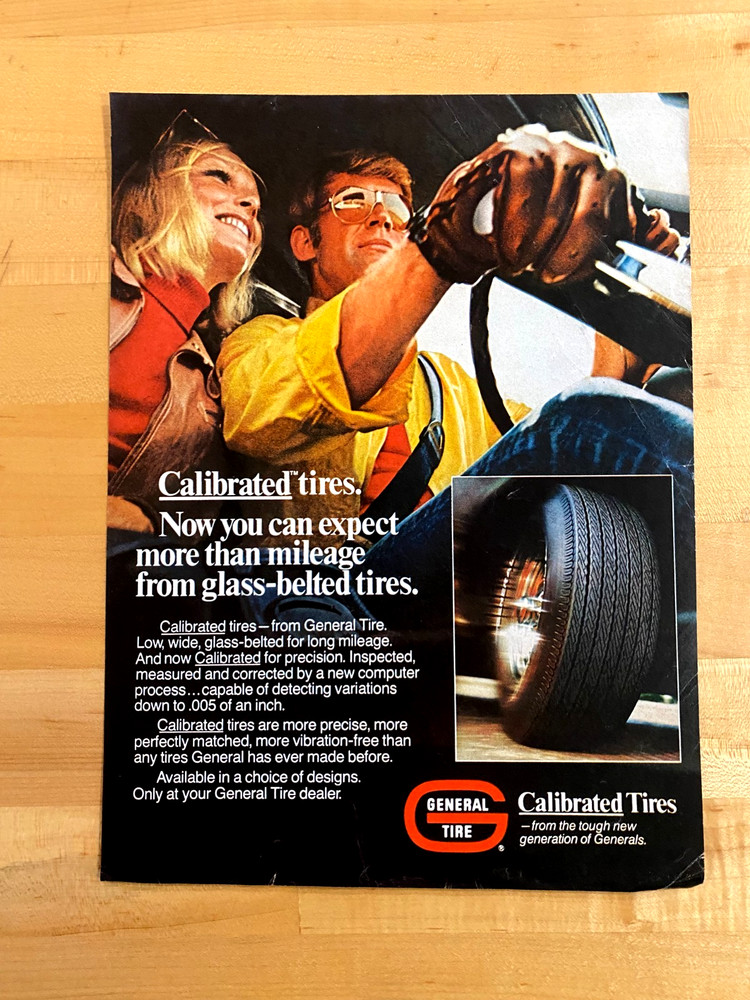 Calibrated™ tires.
Now you can expect
more than mileage
from glass-belted tires.
Calibrated tires—from General Tire.
Low, wide, glass-belted for long mileage.
And now Calibrated for precision. Inspected,
measured and corrected by a new computer
process...capable of detecting variations
down to .005 of an inch.
Calibrated tires are more precise, more
perfectly matched, more vibration-free than
any tires General has ever made before.
Available in a choice of designs.
Only at your General Tire dealer.
GENERAL
TIRE
®
Calibrated Tires
—from the tough new
generation of Generals.